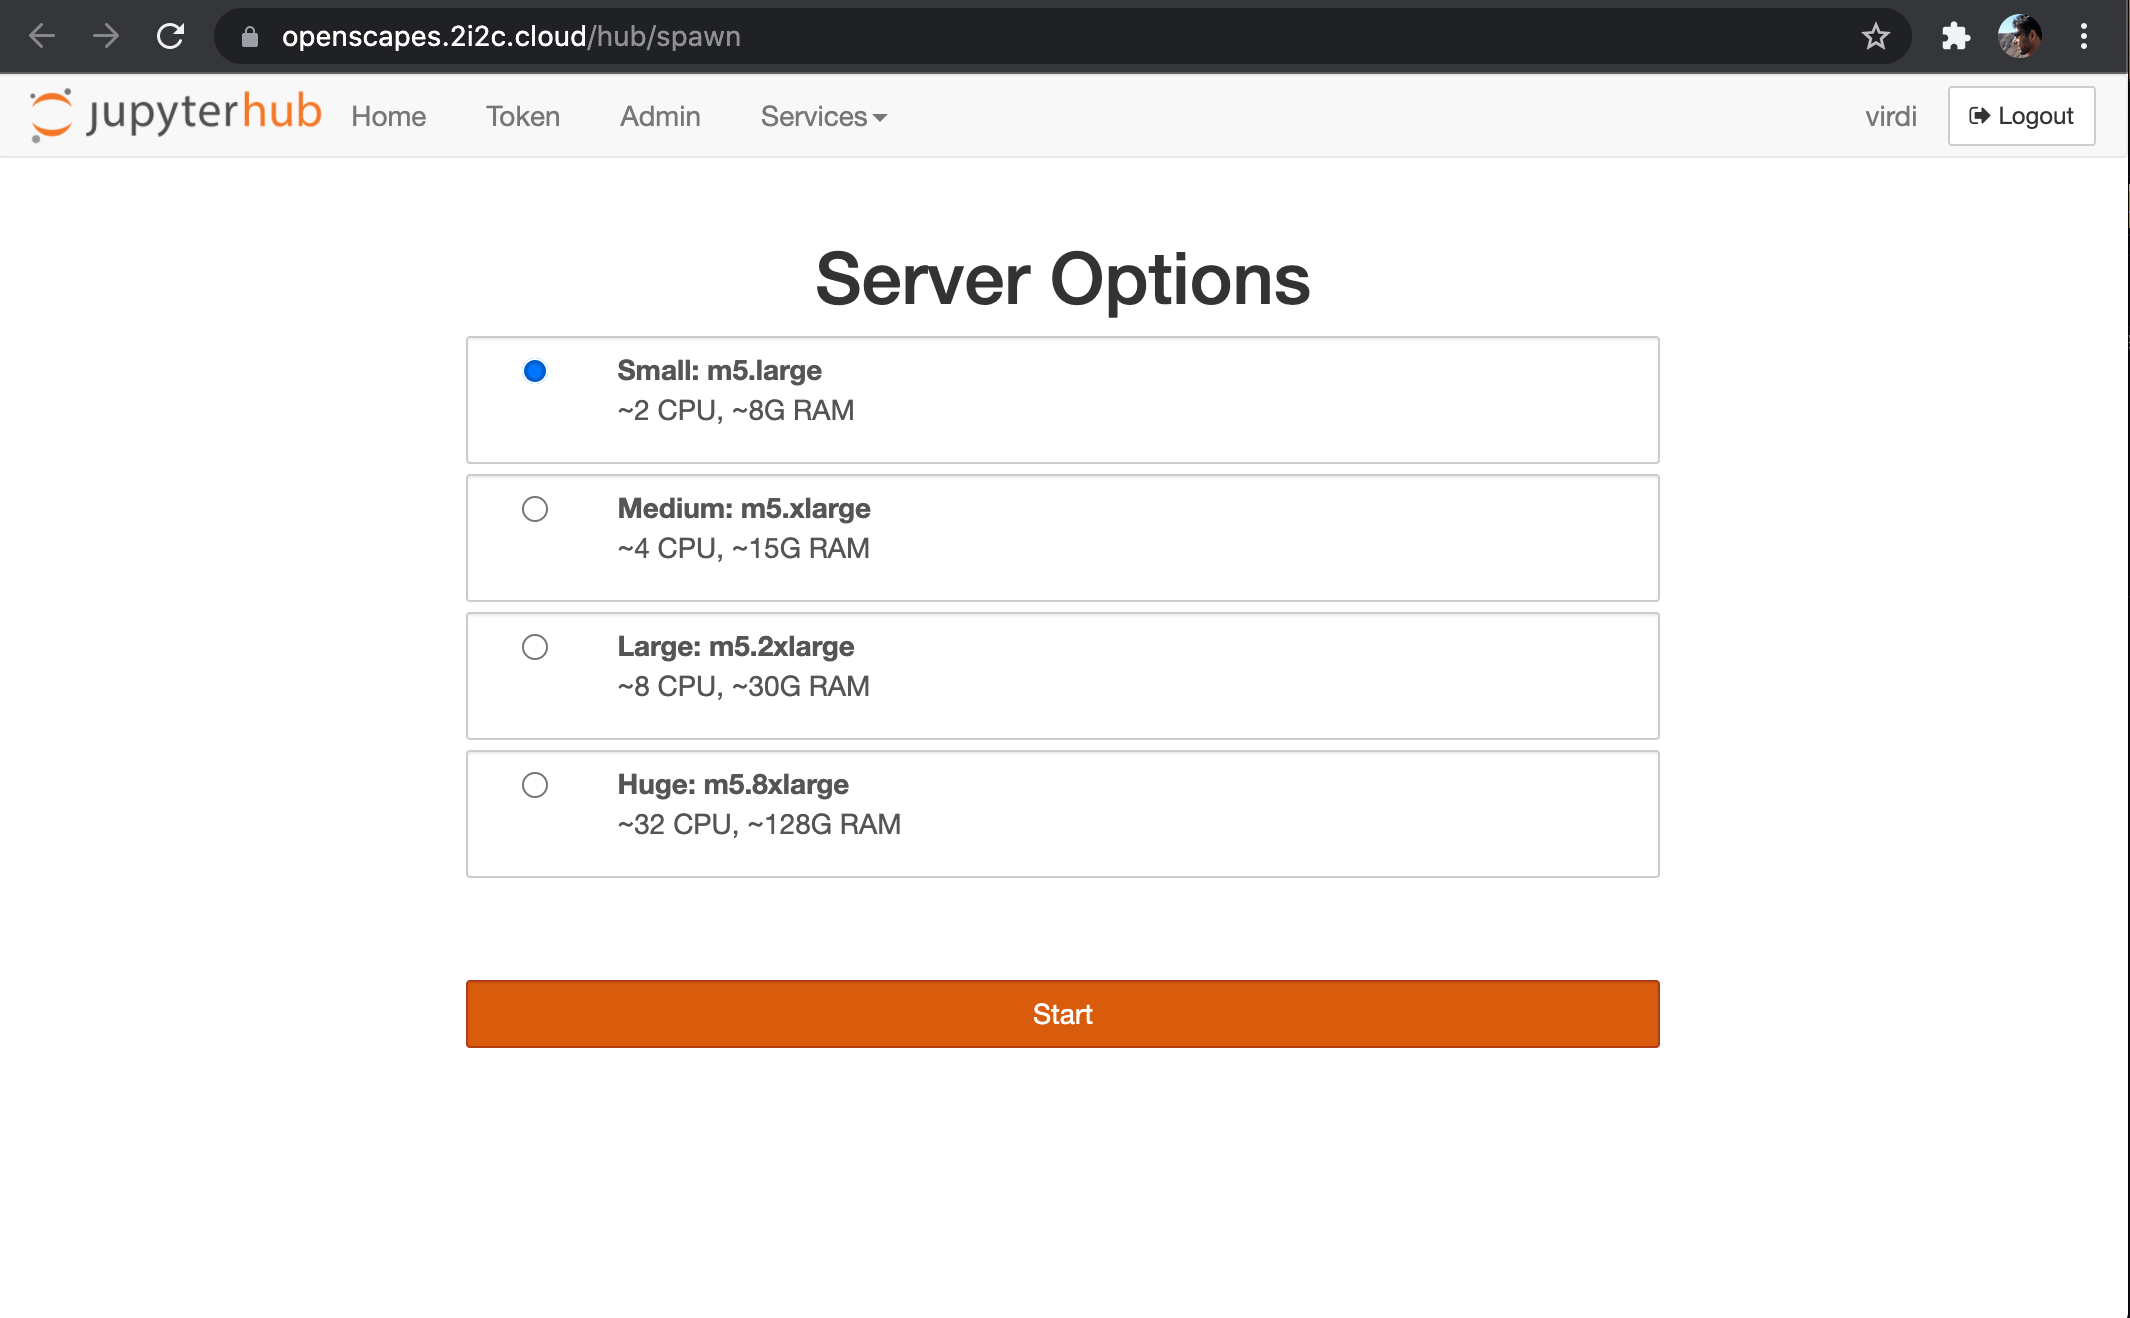 openscapes.2i2c.cloud/hub/spawn
jupyterhub Home Token Admin Services virdi Logout
Server Options
Small: m5.large
~2 CPU, ~8G RAM
Medium: m5.xlarge
~4 CPU, ~15G RAM
Large: m5.2xlarge
~8 CPU, ~30G RAM
Huge: m5.8xlarge
~32 CPU, ~128G RAM
Start